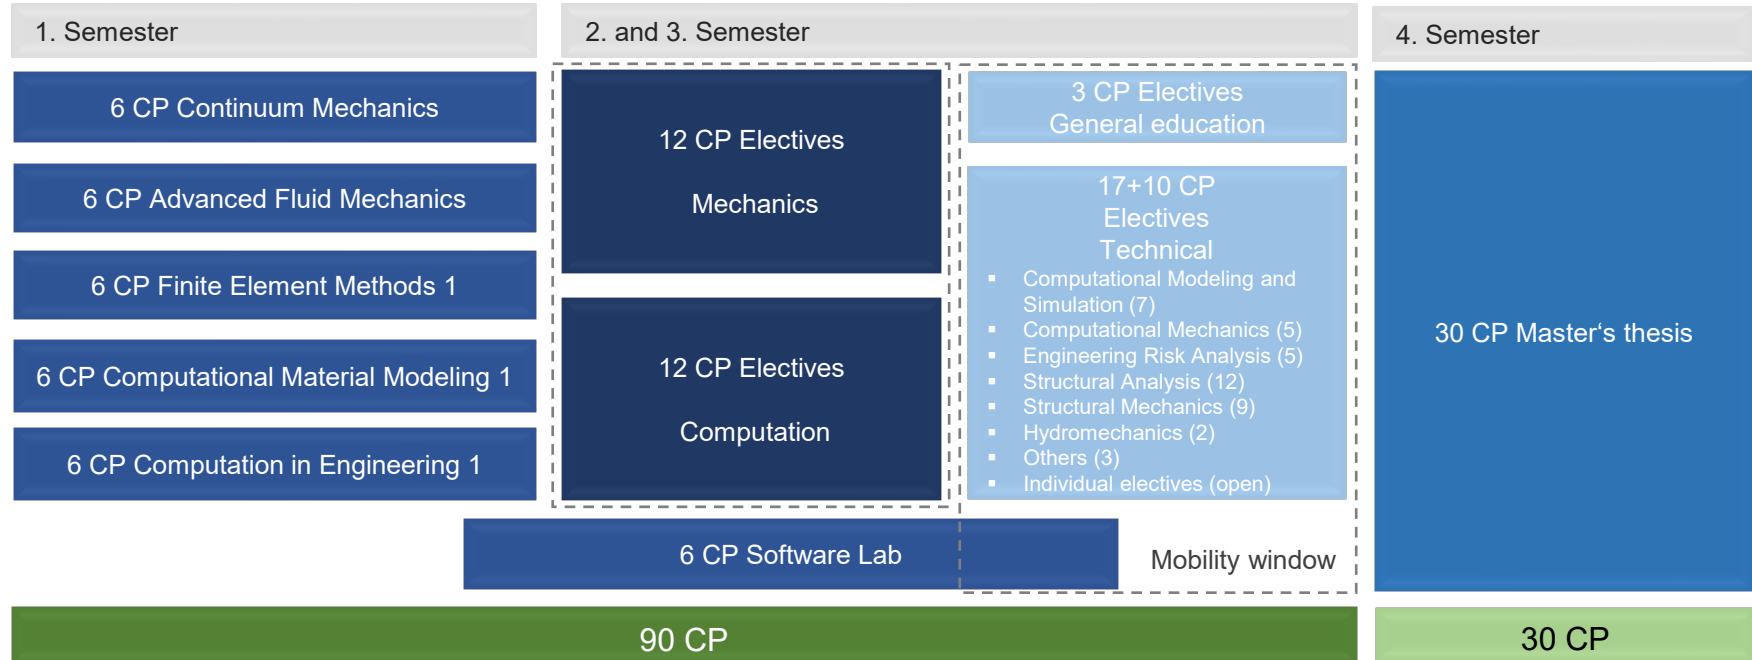 1. Semester
6 CP Continuum Mechanics
6 CP Advanced Fluid Mechanics
6 CP Finite Element Methods 1
6 CP Computational Material Modeling 1
6 CP Computation in Engineering 1
2. and 3. Semester
12 CP Electives
Mechanics
12 CP Electives
Computation
3 CP Electives
General education
17+10 CP
Electives
Technical
▪ Computational Modeling and
Simulation (7)
▪ Computational Mechanics (5)
▪ Engineering Risk Analysis (5)
▪ Structural Analysis (12)
▪ Structural Mechanics (9)
▪ Hydromechanics (2)
▪ Others (3)
▪ Individual electives (open)
6 CP Software Lab
Mobility window
4. Semester
30 CP Master‘s thesis
90 CP
30 CP